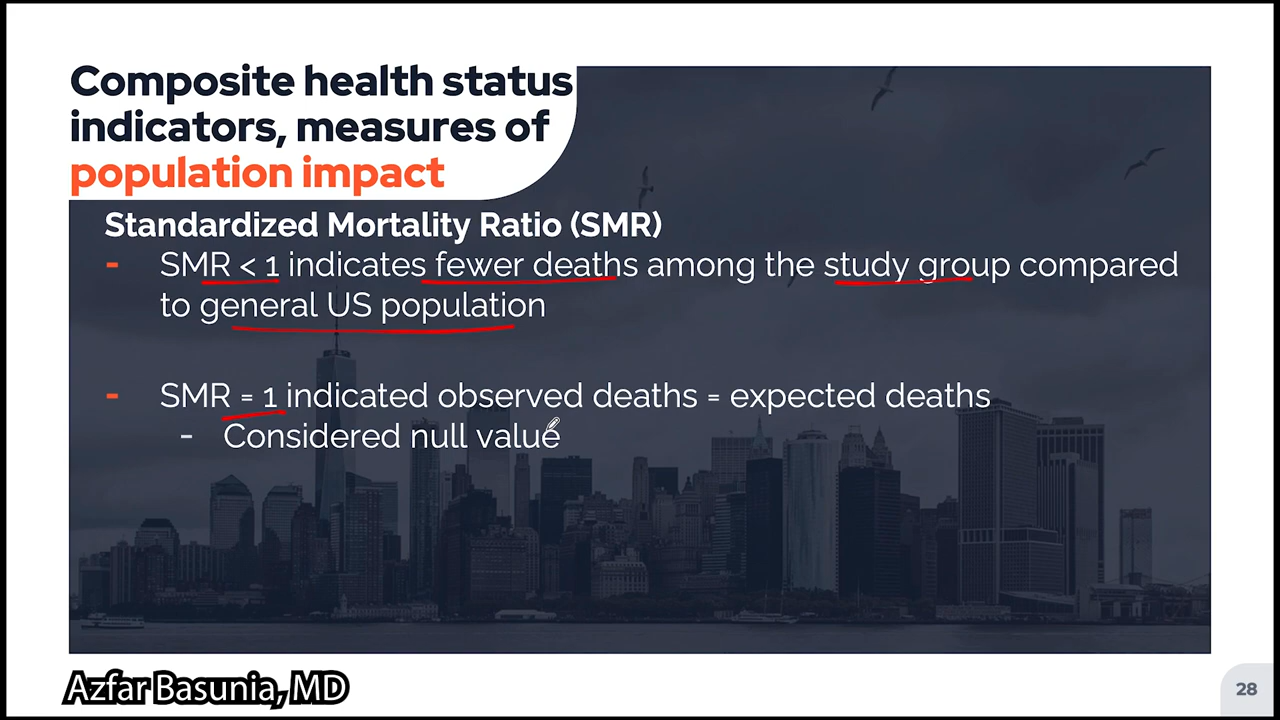 Composite health status
indicators, measures of
population impact
Standardized Mortality Ratio (SMR)
- SMR < 1 indicates fewer deaths among the study group compared
to general US population
- SMR = 1 indicated observed deaths = expected deaths
- Considered null value
Azfar Basunia, MD
28